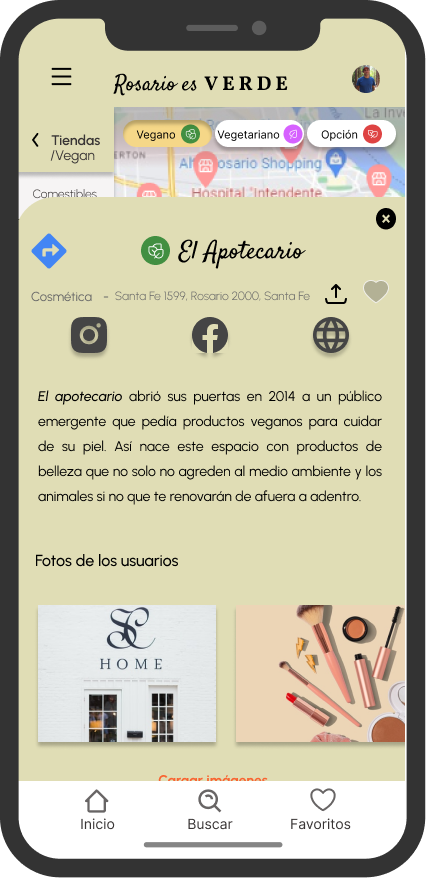 Rosario es VERDE
Tiendas
/Vegan
Comestibles
La Inve
Vegano
Vegetariano
Opción
ERTON
osario Shopping
Hospital "Intendente
El Apotecario
Cosmética - Santa Fe 1599, Rosario 2000, Santa Fe
El apotecario abrió sus puertas en 2014 a un público
emergente que pedía productos veganos para cuidar
de su piel. Así nace este espacio con productos de
belleza que no solo no agreden al medio ambiente y los
animales si no que te renovarán de afuera a adentro.
Fotos de los usuarios
SC
HOME
Cargar imágenes
Inicio
Buscar
Favoritos